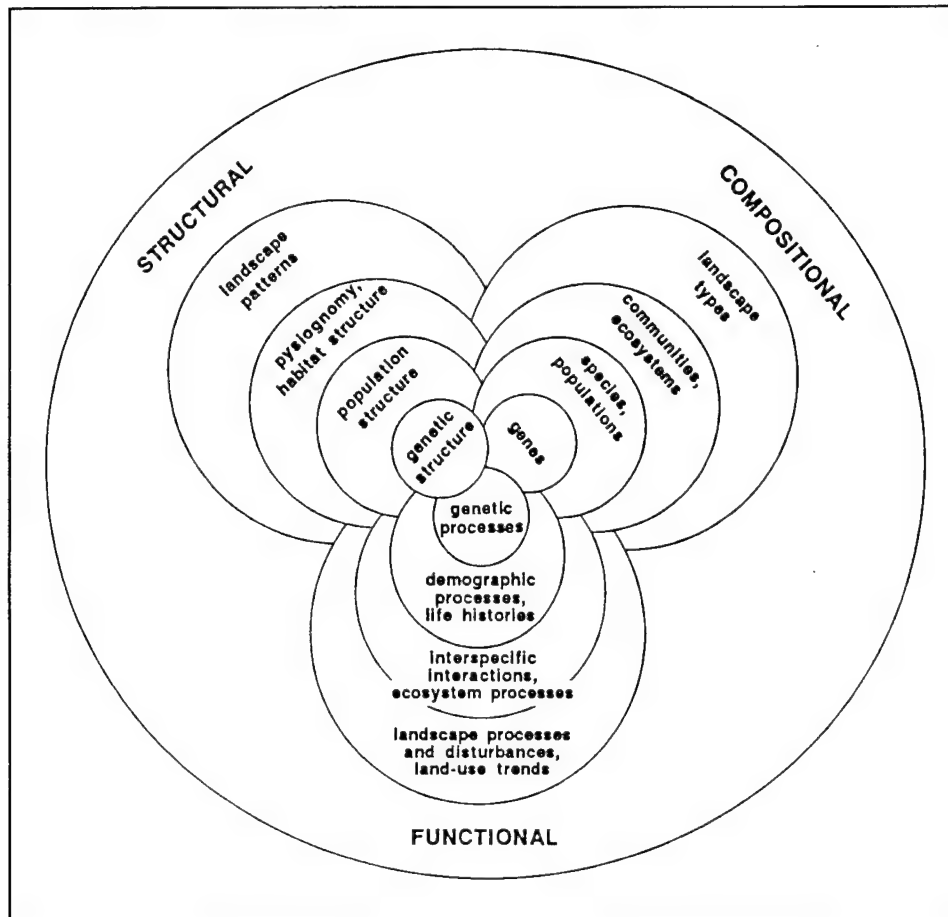 STRUCTURAL
landscape
patterns
pysiognomy,
habitat structure
population
structure
genetic
structure
COMPOSITIONAL
landscape
types
communities,
ecosystems
species,
populations
genes
genetic
processes
demographic
processes,
life histories
interspecific
interactions,
ecosystem processes
landscape processes
and disturbances,
land-use trends
FUNCTIONAL